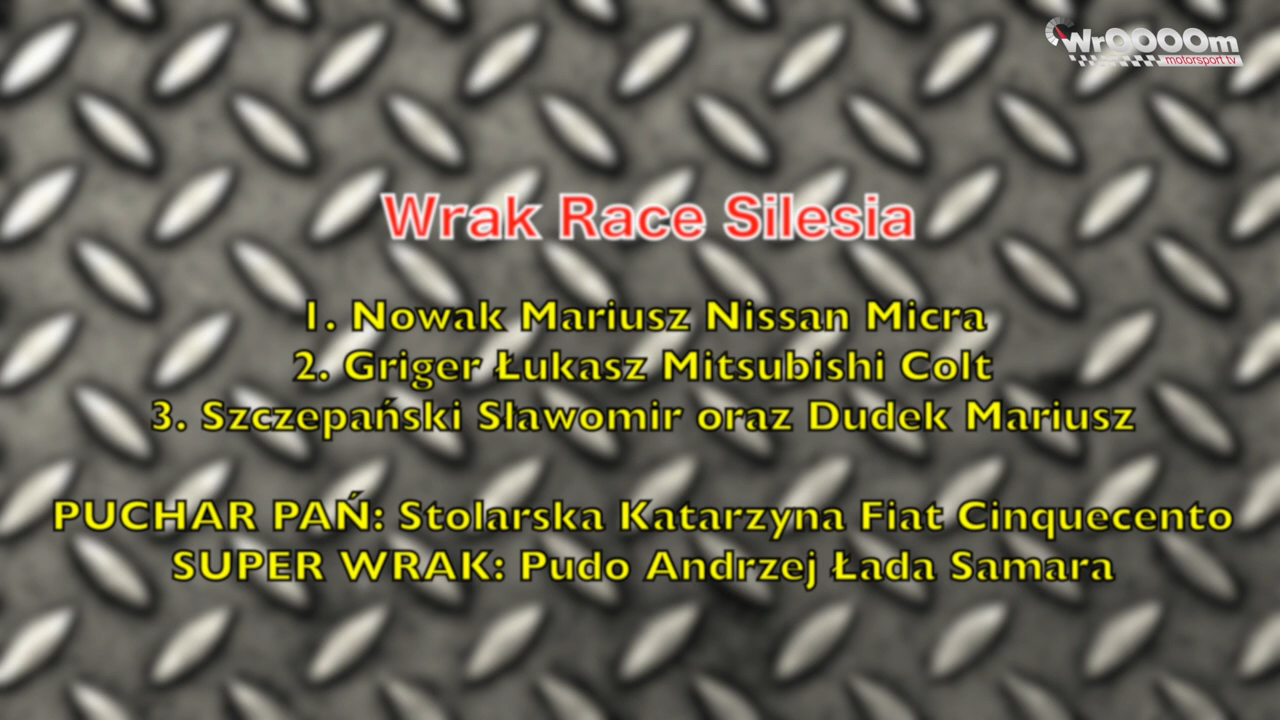 WrOOOOm
motorsport tv
Wrak Race Silesia
1. Nowak Mariusz Nissan Micra
2. Griger Łukasz Mitsubishi Colt
3. Szczepański Sławomir oraz Dudek Mariusz
PUCHAR PAŃ: Stolarska Katarzyna Fiat Cinquecento
SUPER WRAK: Pudo Andrzej Łada Samara